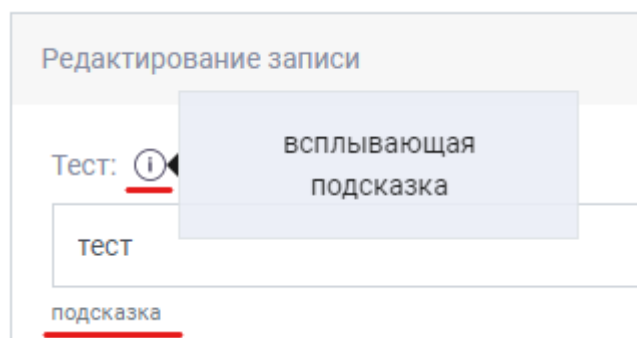 Редактирование записи
всплывающая
подсказка
Тест:
тест
подсказка